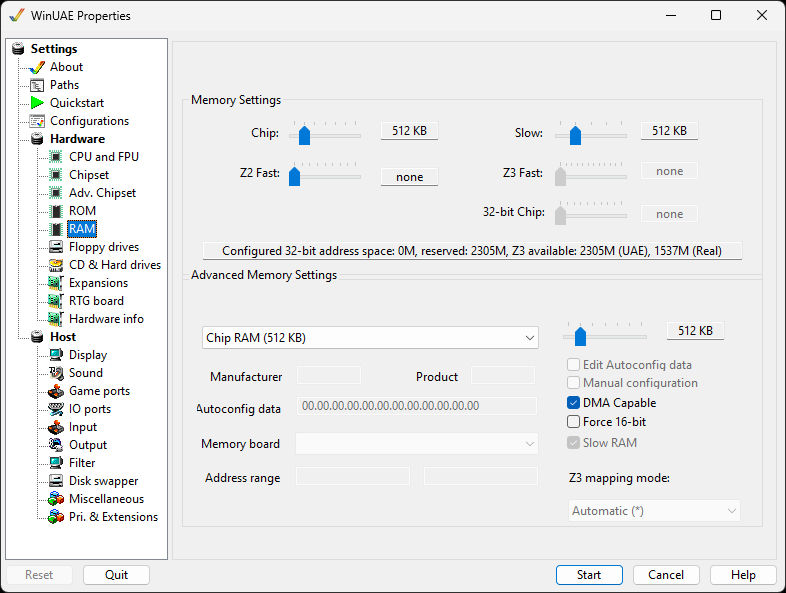 WinUAE Properties
Settings
About
Paths
Quickstart
Configurations
Hardware
CPU and FPU
Chipset
Adv. Chipset
ROM
RAM
Floppy drives
CD & Hard drives
Expansions
RTG board
Hardware info
Host
Display
Sound
Game ports
IO ports
Input
Output
Filter
Disk swapper
Miscellaneous
Pri. & Extensions
Memory Settings
Chip: 512 KB Slow: 512 KB
Z2 Fast: none Z3 Fast: none
32-bit Chip: none
Configured 32-bit address space: 0M, reserved: 2305M, Z3 available: 2305M (UAE), 1537M (Real)
Advanced Memory Settings
Chip RAM (512 KB) 512 KB
Edit Autoconfig data
Manufacturer Product Manual configuration
Autoconfig data 00.00.00.00.00.00.00.00.00.00.00.00 DMA Capable
Force 16-bit
Memory board Slow RAM
Address range Z3 mapping mode:
Automatic (*)
Reset Quit Start Cancel Help